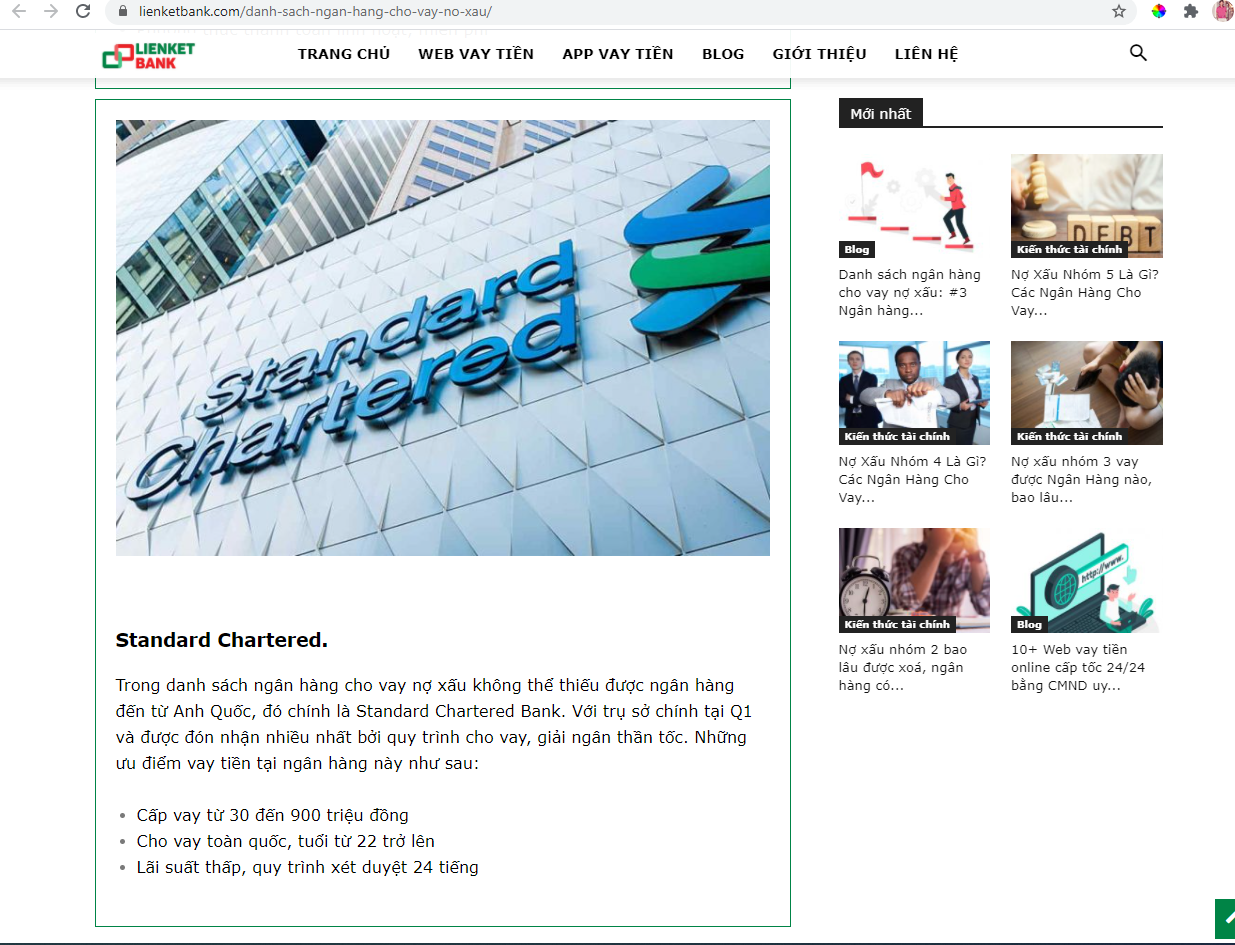 lienketbank.com/danh-sach-ngan-hang-cho-vay-no-xau/
LIENKET
BANK
TRANG CHỦ
WEB VAY TIỀN
APP VAY TIỀN
BLOG
GIỚI THIỆU
LIÊN HỆ
Standard
Chartered
Standard Chartered.
Trong danh sách ngân hàng cho vay nợ xấu không thể thiếu được ngân hàng
đến từ Anh Quốc, đó chính là Standard Chartered Bank. Với trụ sở chính tại Q1
và được đón nhận nhiều nhất bởi quy trình cho vay, giải ngân thần tốc. Những
ưu điểm vay tiền tại ngân hàng này như sau:
Cấp vay từ 30 đến 900 triệu đồng
Cho vay toàn quốc, tuổi từ 22 trở lên
Lãi suất thấp, quy trình xét duyệt 24 tiếng
Mới nhất
Blog
Danh sách ngân hàng
cho vay nợ xấu: #3
Ngân hàng...
DEBT
Kiến thức tài chính
Nợ Xấu Nhóm 5 Là Gì?
Các Ngân Hàng Cho
Vay...
Kiến thức tài chính
Nợ Xấu Nhóm 4 Là Gì?
Các Ngân Hàng Cho
Vay...
Kiến thức tài chính
Nợ xấu nhóm 3 vay
được Ngân Hàng nào,
bao lâu...
Kiến thức tài chính
Nợ xấu nhóm 2 bao
lâu được xoá, ngân
hàng có...
http://www.
Blog
10+ Web vay tiền
online cấp tốc 24/24
bằng CMND uy...